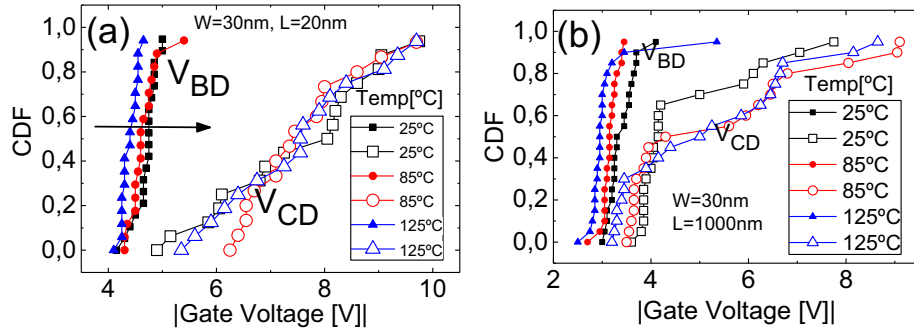 (a)
W=30nm, L=20nm
V_BD
V_CD
Temp[ºC]
25ºC
25ºC
85ºC
85ºC
125ºC
125ºC
CDF
1,0
0,8
0,6
0,4
0,2
0,0
4
6
8
10
|Gate Voltage [V]|
(b)
V_BD
V_CD
Temp[ºC]
25ºC
25ºC
85ºC
85ºC
125ºC
125ºC
W=30nm
L=1000nm
CDF
1,0
0,8
0,6
0,4
0,2
0,0
2
4
6
8
|Gate Voltage [V]|